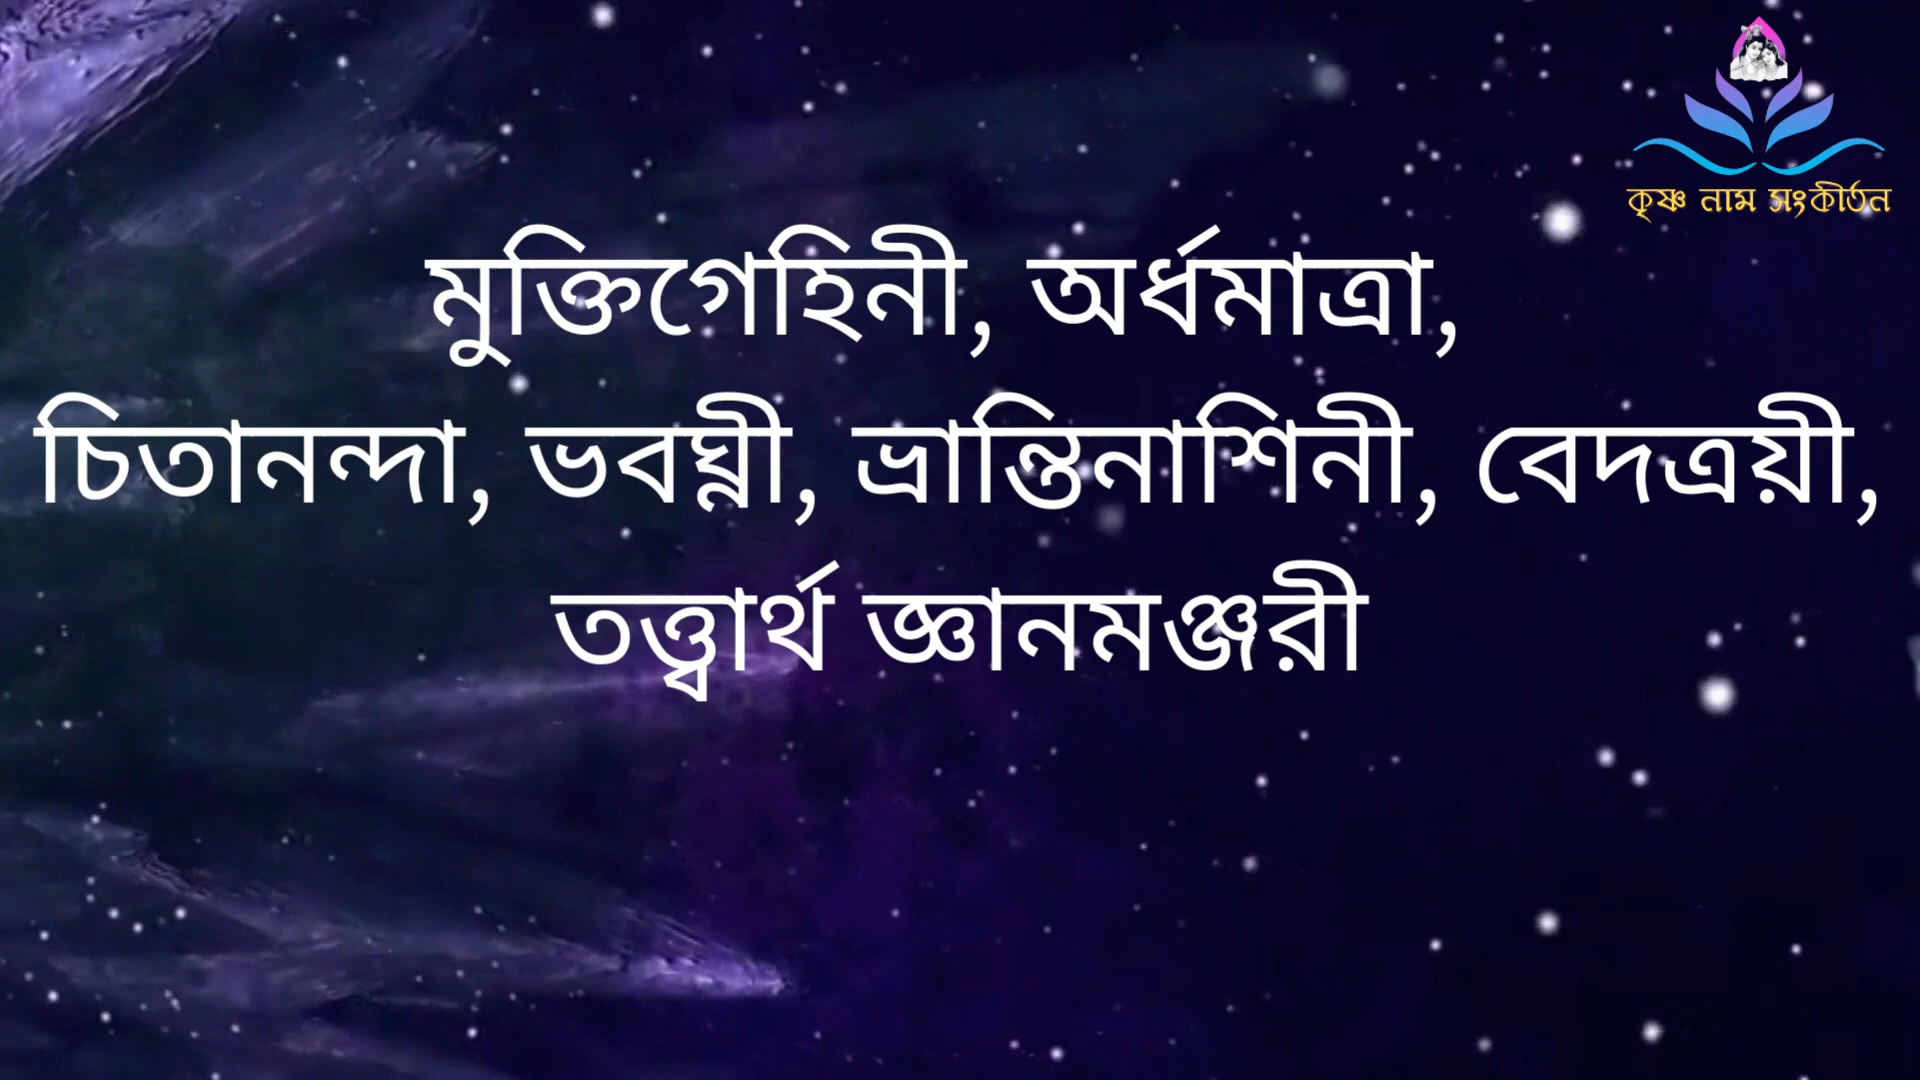 কৃষ্ণ নাম সংকীর্তন
মুক্তিগেহিনী, অর্ধমাত্রা,
চিতানন্দা, ভবঘ্নী, ভ্রান্তিনাশিনী, বেদত্রয়ী,
তত্ত্বার্থ জ্ঞানমঞ্জরী